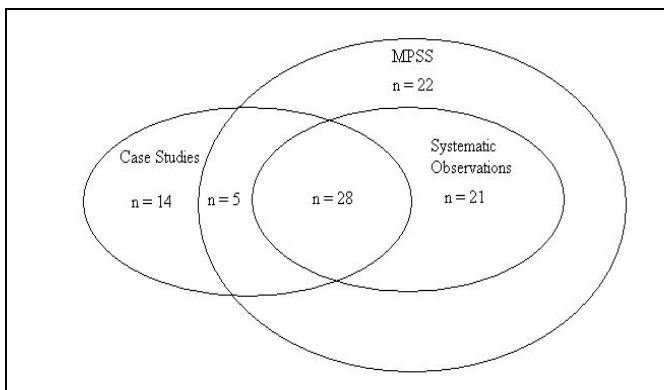 MPSS
n = 22
Case Studies
n = 14
n = 5
n = 28
Systematic
Observations
n = 21